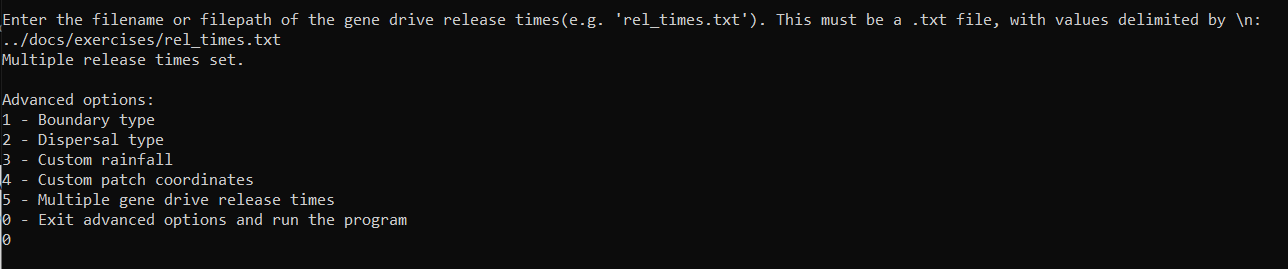 Enter the filename or filepath of the gene drive release times(e.g. 'rel_times.txt'). This must be a .txt file, with values delimited by \n:
../docs/exercises/rel_times.txt
Multiple release times set.
Advanced options:
1 - Boundary type
2 - Dispersal type
3 - Custom rainfall
4 - Custom patch coordinates
5 - Multiple gene drive release times
0 - Exit advanced options and run the program
0